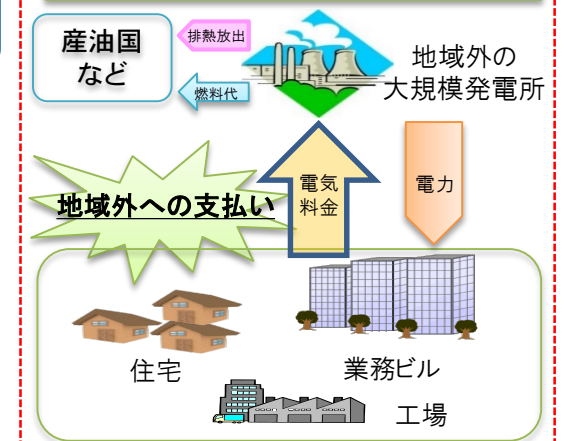 産油国
など
排熱放出
燃料代
地域外の
大規模発電所
地域外への支払い
電気
料金
電力
住宅
業務ビル
工場